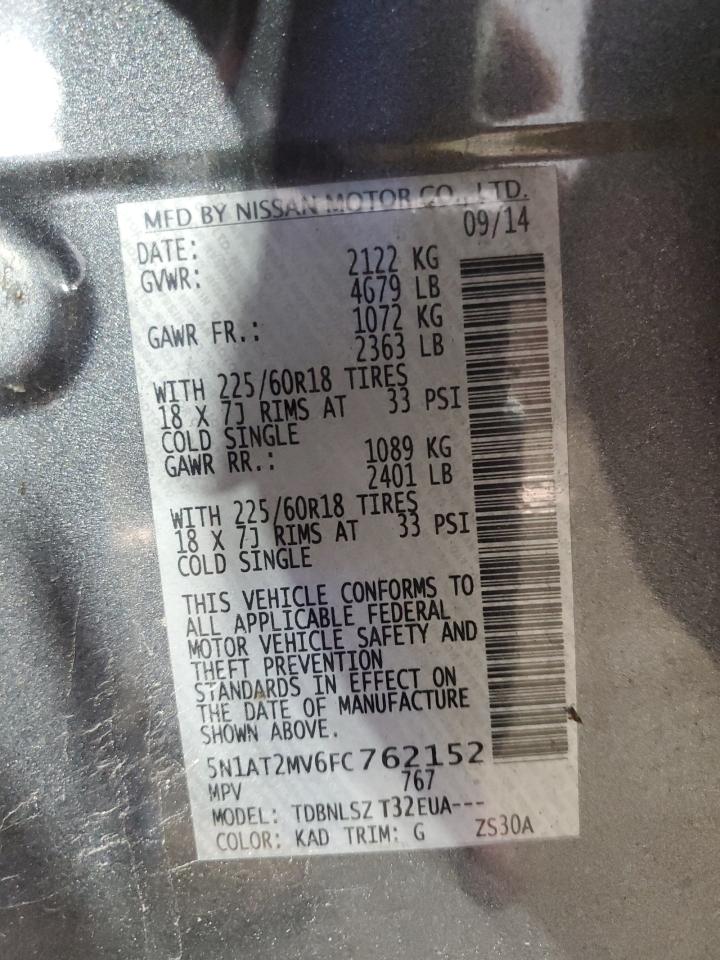 MFD BY NISSAN MOTOR CO., LTD.
DATE: 09/14
GVWR: 2122 KG
4679 LB
GAWR FR.: 1072 KG
2363 LB
WITH 225/60R18 TIRES
18 X 7J RIMS AT 33 PSI
COLD SINGLE
GAWR RR.: 1089 KG
2401 LB
WITH 225/60R18 TIRES
18 X 7J RIMS AT 33 PSI
COLD SINGLE
THIS VEHICLE CONFORMS TO
ALL APPLICABLE FEDERAL
MOTOR VEHICLE SAFETY AND
THEFT PREVENTION
STANDARDS IN EFFECT ON
THE DATE OF MANUFACTURE
SHOWN ABOVE.
5N1AT2MV6FC762152
MPV 767
MODEL: TDBNLSZ T32EUA---
COLOR: KAD TRIM: G ZS30A